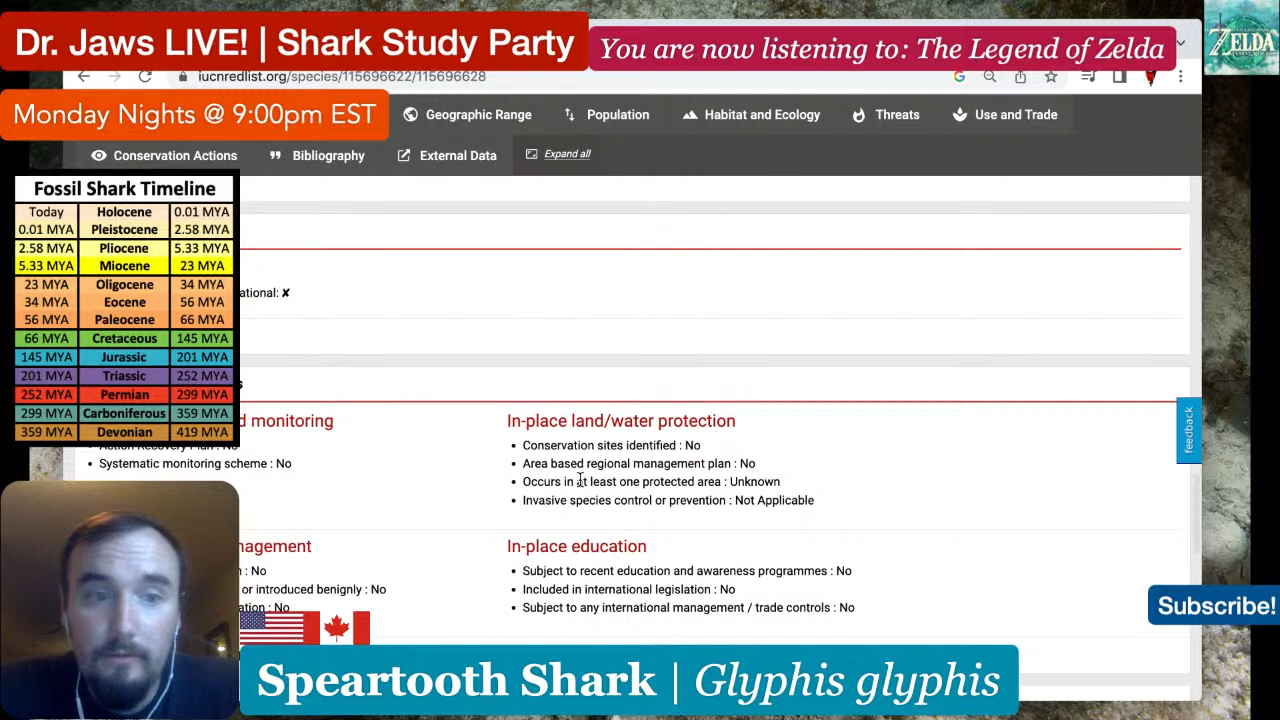 Dr. Jaws LIVE! | Shark Study Party
You are now listening to: The Legend of Zelda
ZELDA
iucnredlist.org/species/115696622/115696628
Monday Nights @ 9:00pm EST
Geographic Range
Population
Habitat and Ecology
Threats
Use and Trade
Conservation Actions
Bibliography
External Data
Expand all
Fossil Shark Timeline
Today Holocene 0.01 MYA
0.01 MYA Pleistocene 2.58 MYA
2.58 MYA Pliocene 5.33 MYA
5.33 MYA Miocene 23 MYA
23 MYA Oligocene 34 MYA
34 MYA Eocene 56 MYA
56 MYA Paleocene 66 MYA
66 MYA Cretaceous 145 MYA
145 MYA Jurassic 201 MYA
201 MYA Triassic 252 MYA
252 MYA Permian 299 MYA
299 MYA Carboniferous 359 MYA
359 MYA Devonian 419 MYA
ational: ✘
s
d monitoring
Action Recovery Plan : No
• Systematic monitoring scheme : No
In-place land/water protection
• Conservation sites identified : No
• Area based regional management plan : No
• Occurs in at least one protected area : Unknown
• Invasive species control or prevention : Not Applicable
nagement
n : No
or introduced benignly : No
ation : No
In-place education
• Subject to recent education and awareness programmes : No
• Included in international legislation : No
• Subject to any international management / trade controls : No
feedback
Subscribe!
Speartooth Shark | Glyphis glyphis